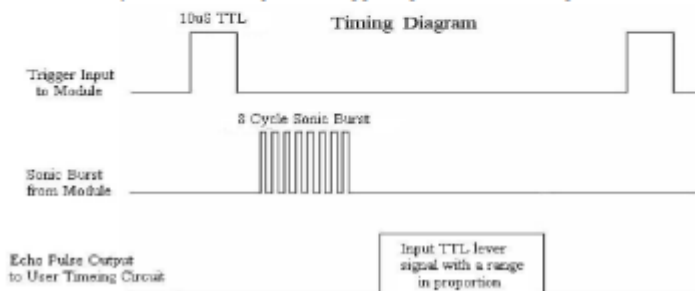 10uS TTL
Timing Diagram
Trigger Input
to Module
8 Cycle Sonic Burst
Sonic Burst
from Module
Echo Pulse Output
to User Timeing Circuit
Input TTL lever
signal with a range
in proportion